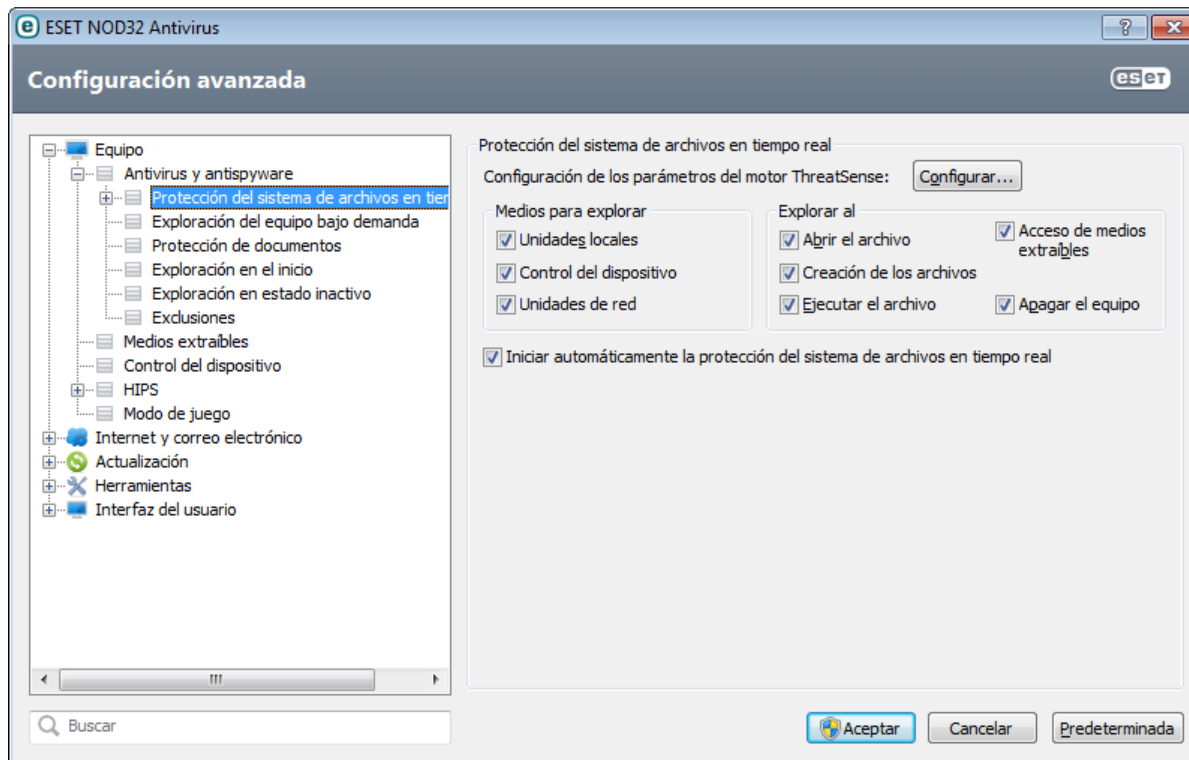 ESET NOD32 Antivirus
Configuración avanzada
eseT
Equipo
Antivirus y antispyware
Protección del sistema de archivos en tier
Exploración del equipo bajo demanda
Protección de documentos
Exploración en el inicio
Exploración en estado inactivo
Exclusiones
Medios extraíbles
Control del dispositivo
HIPS
Modo de juego
Internet y correo electrónico
Actualización
Herramientas
Interfaz del usuario
Buscar
Protección del sistema de archivos en tiempo real
Configuración de los parámetros del motor ThreatSense:
Configurar...
Medios para explorar
Unidades locales
Control del dispositivo
Unidades de red
Explorar al
Abrir el archivo
Creación de los archivos
Ejecutar el archivo
Acceso de medios
extraíbles
Apagar el equipo
Iniciar automáticamente la protección del sistema de archivos en tiempo real
Aceptar
Cancelar
Predeterminada